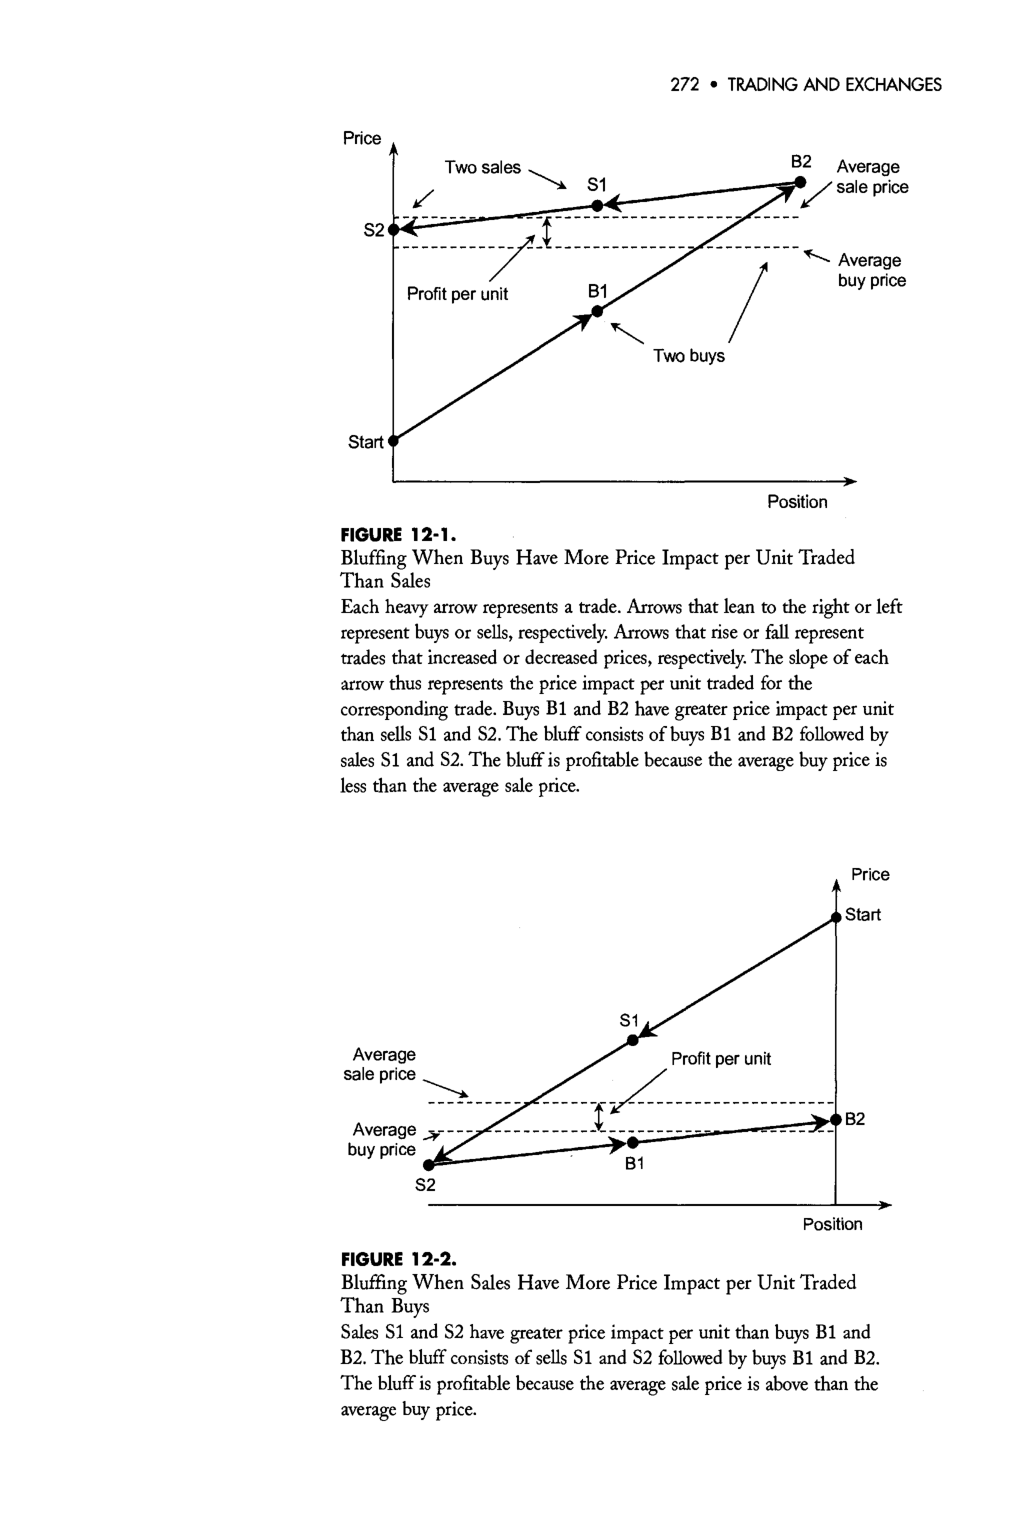 272 • TRADING AND EXCHANGES
Price
Two sales
S1
B2
Average
sale price
S2
Average
buy price
Profit per unit
B1
Two buys
Start
Position
FIGURE 12-1.
Bluffing When Buys Have More Price Impact per Unit Traded
Than Sales
Each heavy arrow represents a trade. Arrows that lean to the right or left
represent buys or sells, respectively. Arrows that rise or fall represent
trades that increased or decreased prices, respectively. The slope of each
arrow thus represents the price impact per unit traded for the
corresponding trade. Buys B1 and B2 have greater price impact per unit
than sells S1 and S2. The bluff consists of buys B1 and B2 followed by
sales S1 and S2. The bluff is profitable because the average buy price is
less than the average sale price.
Price
Start
S1
Average
sale price
Profit per unit
Average
buy price
B2
B1
S2
Position
FIGURE 12-2.
Bluffing When Sales Have More Price Impact per Unit Traded
Than Buys
Sales S1 and S2 have greater price impact per unit than buys B1 and
B2. The bluff consists of sells S1 and S2 followed by buys B1 and B2.
The bluff is profitable because the average sale price is above than the
average buy price.